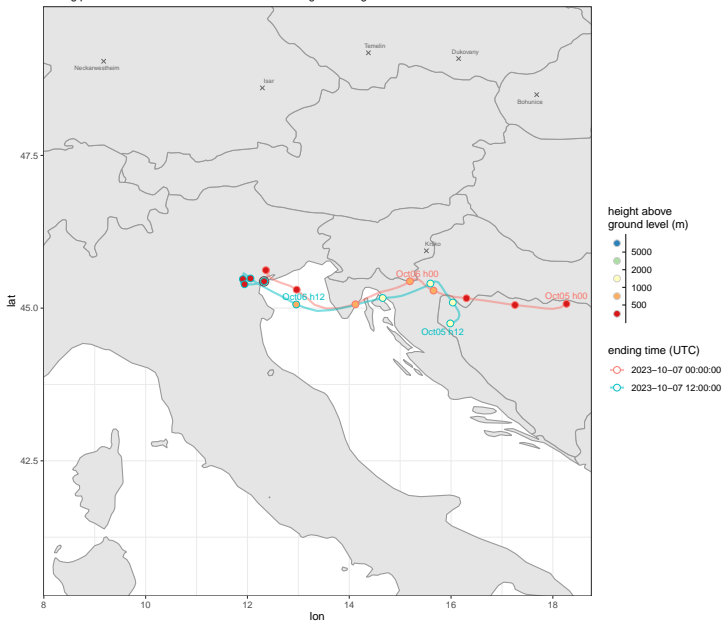 Temelin
Dukovany
Neckarwestheim
Isar
Bohunice
47.5
Krsko
Oct06 h00
Oct06 h12
Oct05 h00
Oct05 h12
45.0
lat
42.5
8
10
12
14
16
18
lon
height above
ground level (m)
5000
2000
1000
500
ending time (UTC)
2023−10−07 00:00:00
2023−10−07 12:00:00